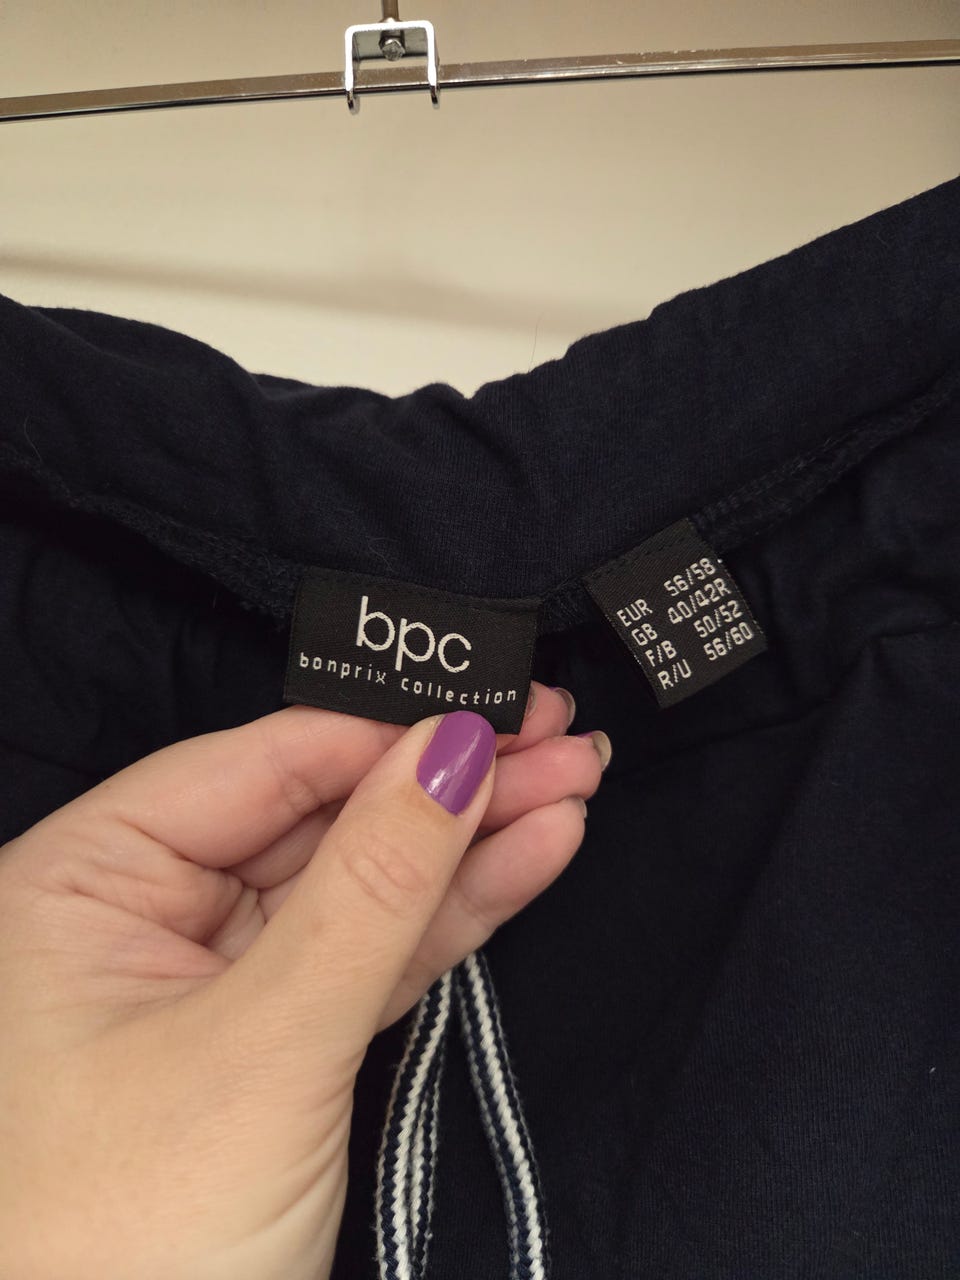 bpc
bonprix collection
EUR 56/58-
GB 40/42R
F/B 50/52
R/U 56/60